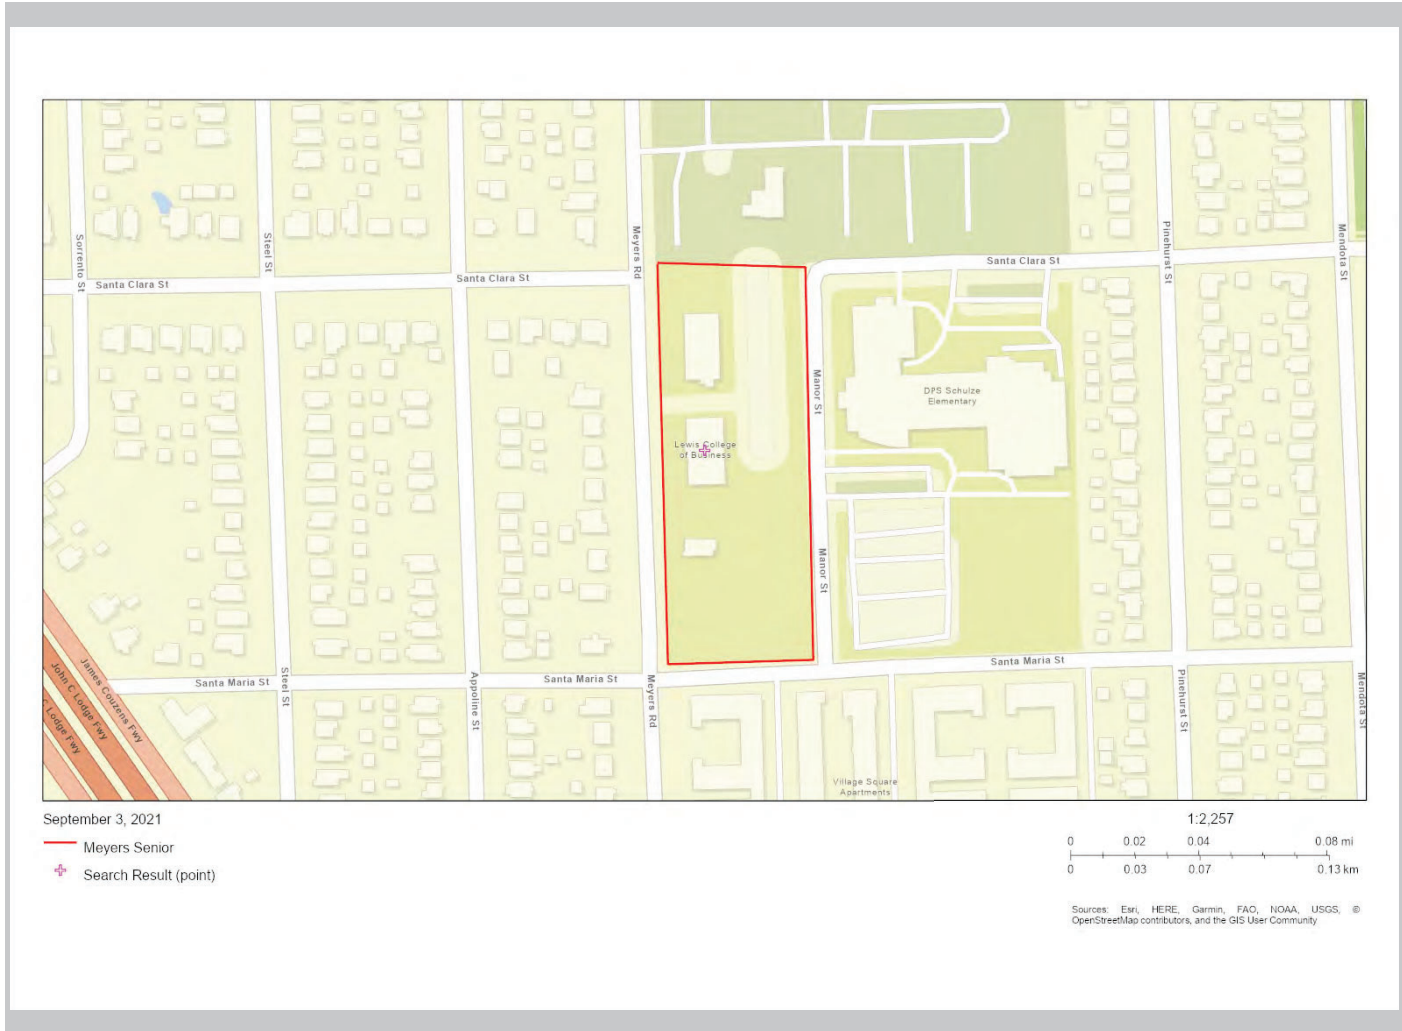 Sorrento St
Steel St
Meyers Rd
Pinehurst St
Mendota St
Santa Clara St
Santa Clara St
Santa Clara St
Manor St
DPS Schulze
Elementary
Lewis College
of Business
Manor St
James Couzens Fwy
John C Lodge Fwy
C Lodge Fwy
Santa Maria St
Steel St
Appoline St
Santa Maria St
Meyers Rd
Santa Maria St
Pinehurst St
Mendota St
Village Square
Apartments
September 3, 2021
Meyers Senior
Search Result (point)
1:2,257
0 0.02 0.04 0.08 mi
0 0.03 0.07 0.13 km
Sources: Esri, HERE, Garmin, FAO, NOAA, USGS, ©
OpenStreetMap contributors, and the GIS User Community